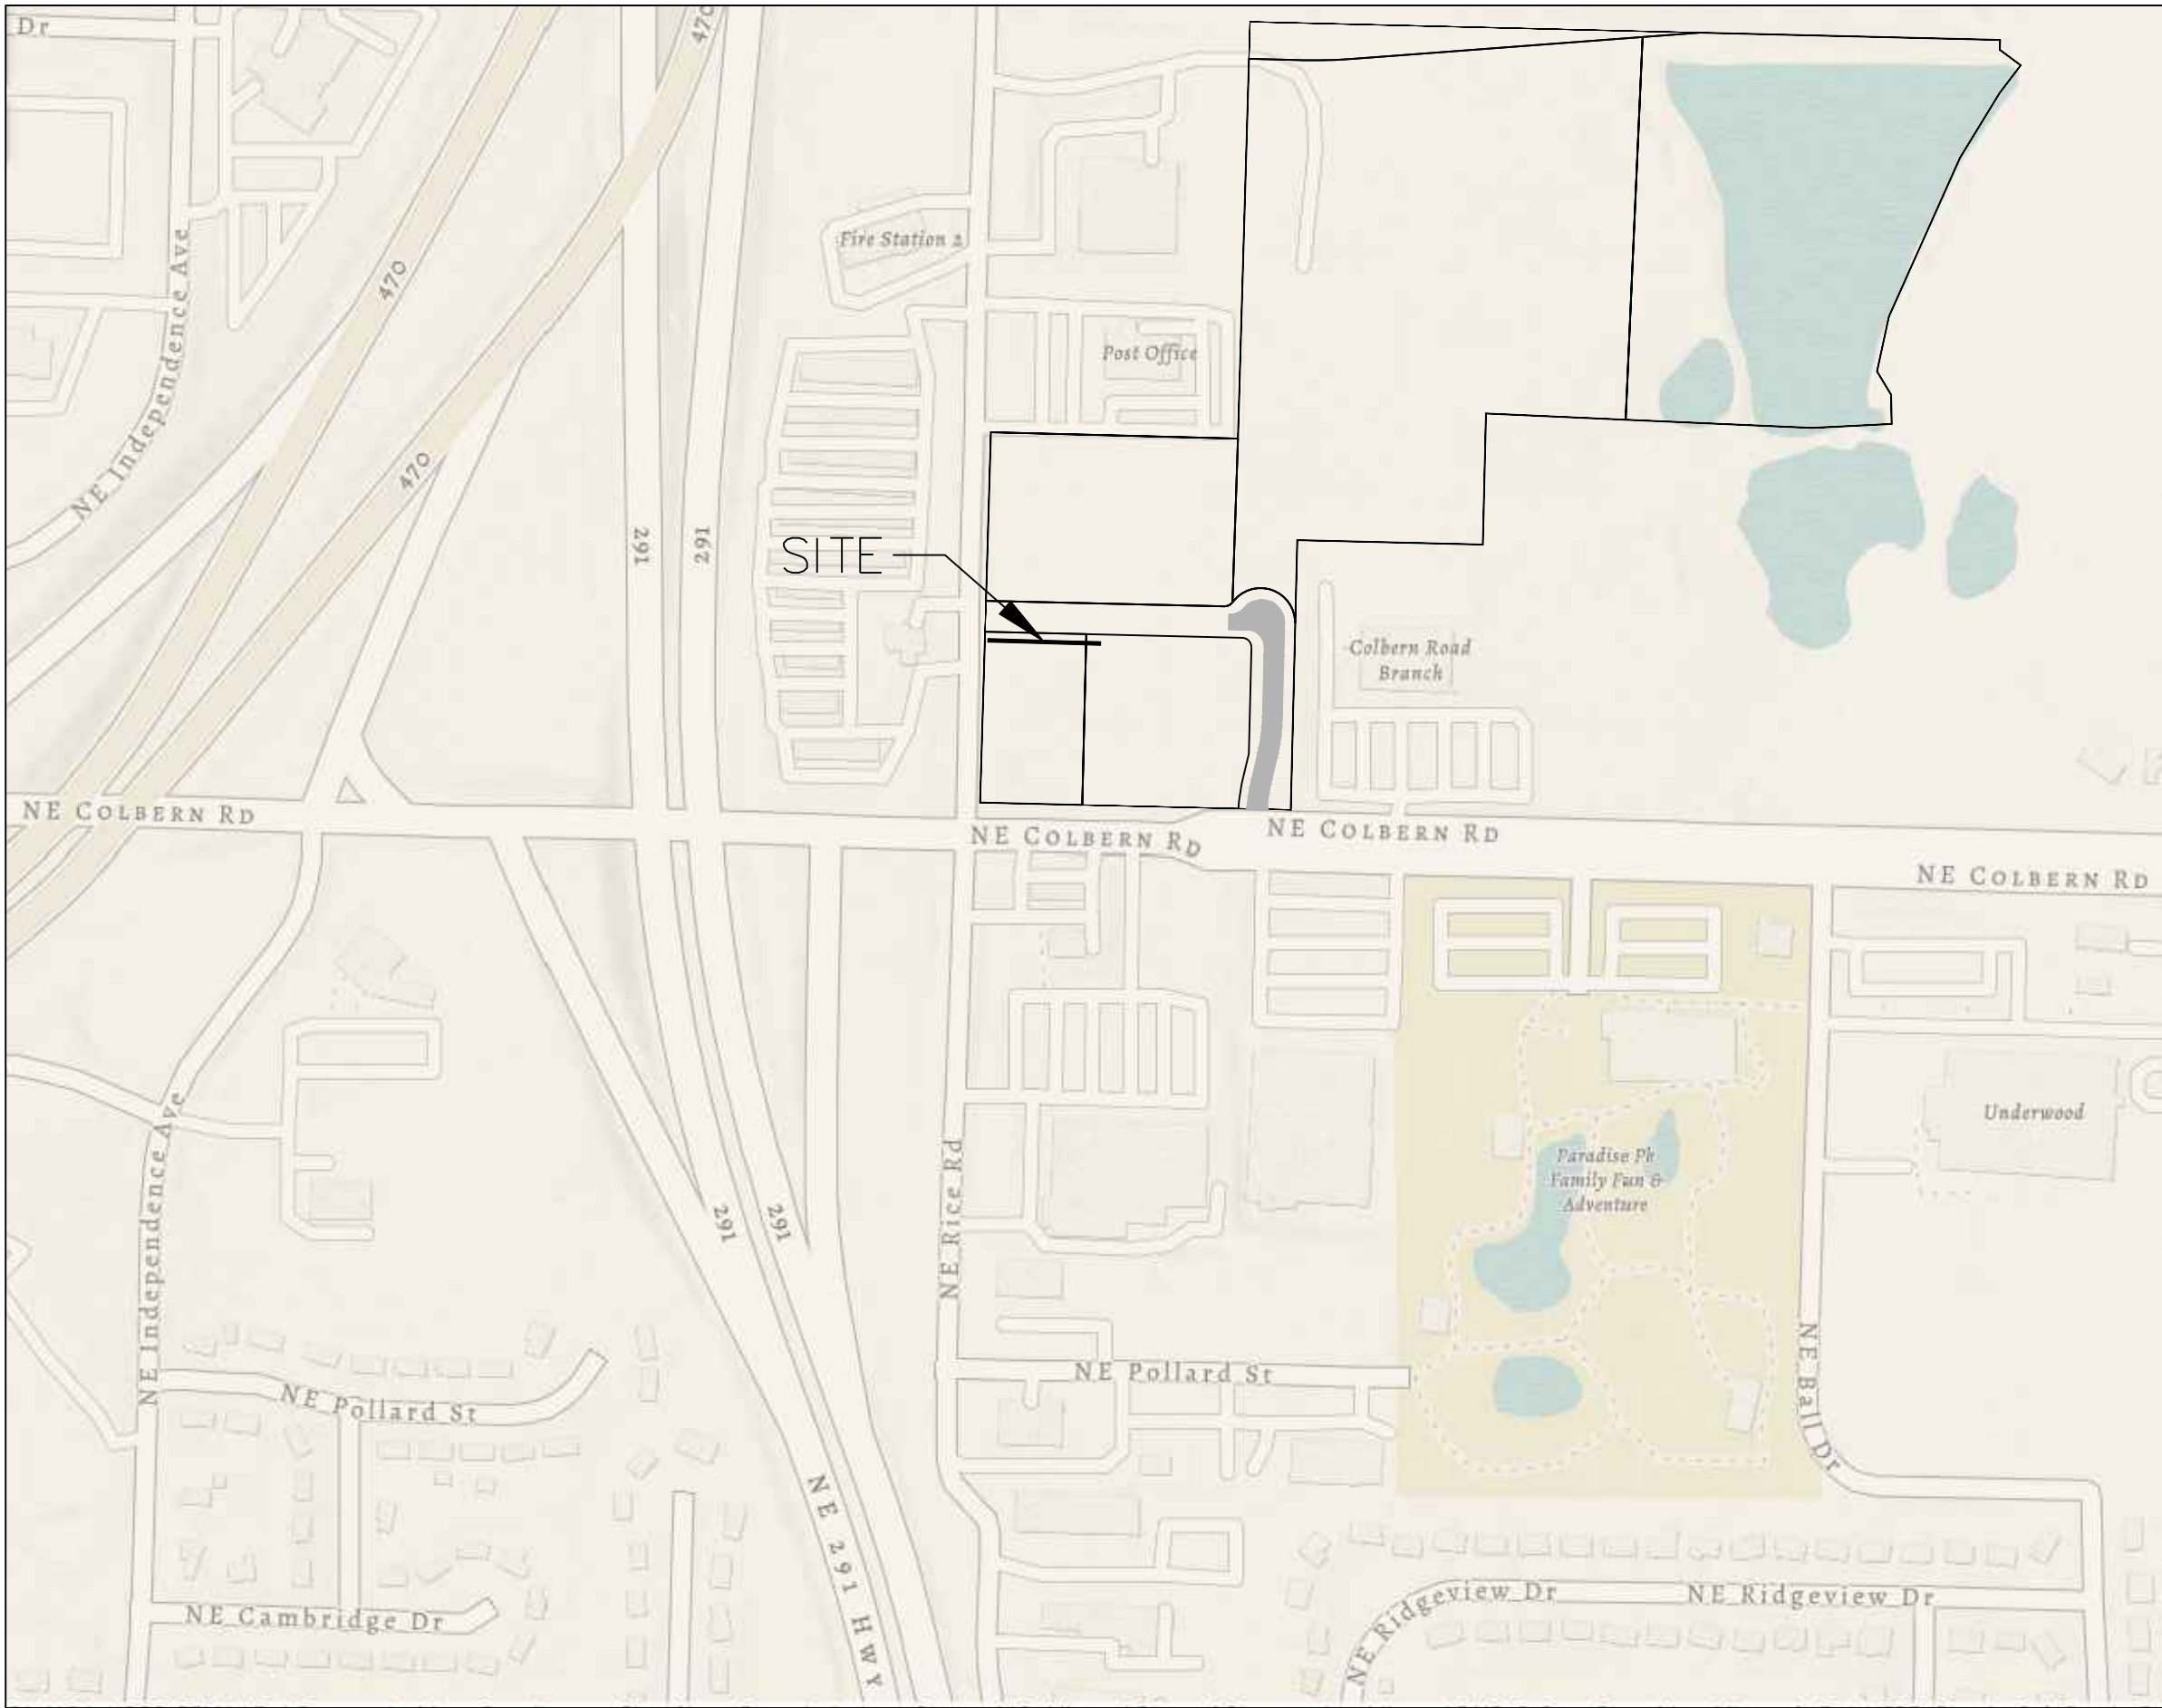 Dr
470
Fire Station 2
NE Independence Ave
470
Post Office
470
SITE
291
291
Colbern Road
Branch
NE COLBERN RD
NE COLBERN RD
NE COLBERN RD
NE COLBERN RD
Underwood
Paradise Pk
Family Fun &
Adventure
NE Independence Ave
NE Rice Rd
291
291
NE Pollard St
NE Pollard St
NE Ball Dr
NE 291 HWY
NE Cambridge Dr
NE Ridgeview Dr
NE Ridgeview Dr